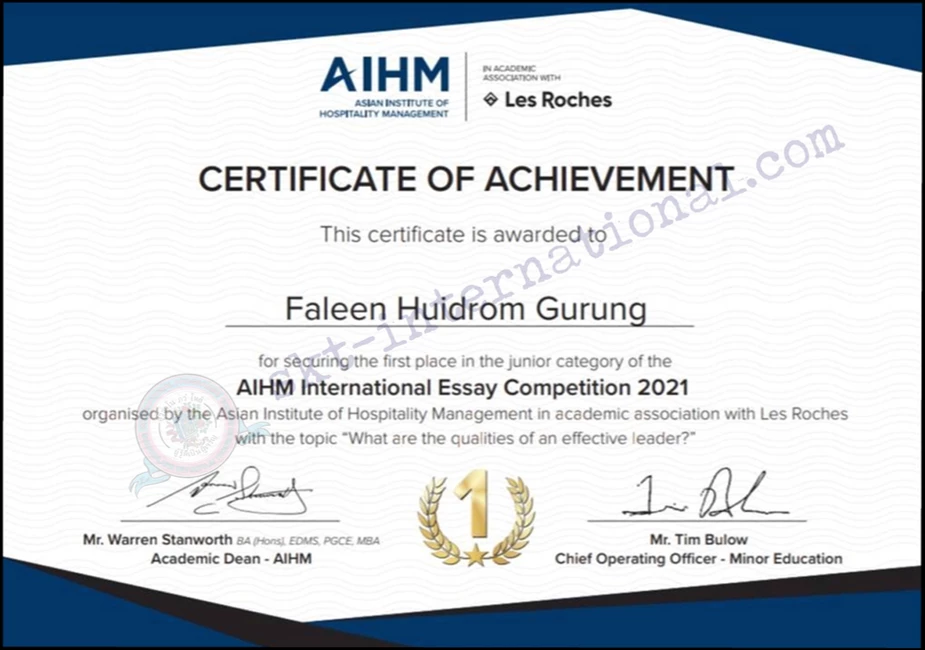 AIHM
ASIAN INSTITUTE OF
HOSPITALITY MANAGEMENT
IN ACADEMIC
ASSOCIATION WITH
Les Roches
CERTIFICATE OF ACHIEVEMENT
This certificate is awarded to
Faleen Huidrom Gurung
for securing the first place in the junior category of the
AIHM International Essay Competition 2021
organised by the Asian Institute of Hospitality Management in academic association with Les Roches
with the topic “What are the qualities of an effective leader?”
1
Mr. Warren Stanworth BA (Hons), EDMS, PGCE, MBA
Academic Dean - AIHM
Mr. Tim Bulow
Chief Operating Officer - Minor Education
skt-international.com